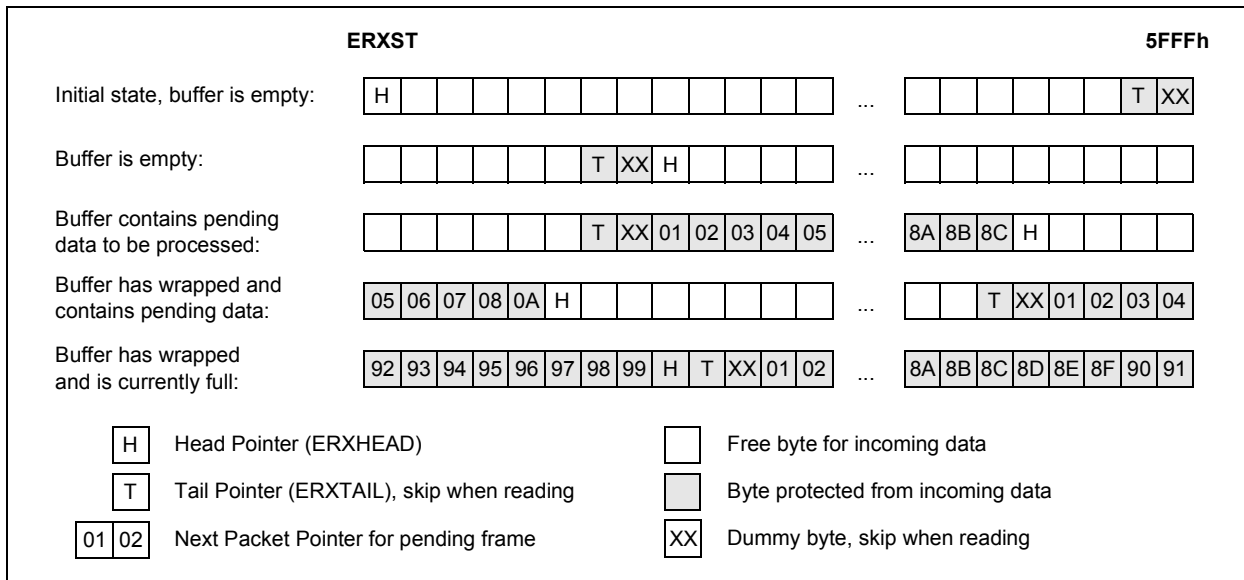 ERXST 5FFFh
Initial state, buffer is empty: H ... T XX
Buffer is empty: T XX H ...
Buffer contains pending
data to be processed: T XX 01 02 03 04 05 ... 8A 8B 8C H
Buffer has wrapped and
contains pending data: 05 06 07 08 0A H ... T XX 01 02 03 04
Buffer has wrapped
and is currently full: 92 93 94 95 96 97 98 99 H T XX 01 02 ... 8A 8B 8C 8D 8E 8F 90 91
H Head Pointer (ERXHEAD) Free byte for incoming data
T Tail Pointer (ERXTAIL), skip when reading Byte protected from incoming data
01 02 Next Packet Pointer for pending frame XX Dummy byte, skip when reading